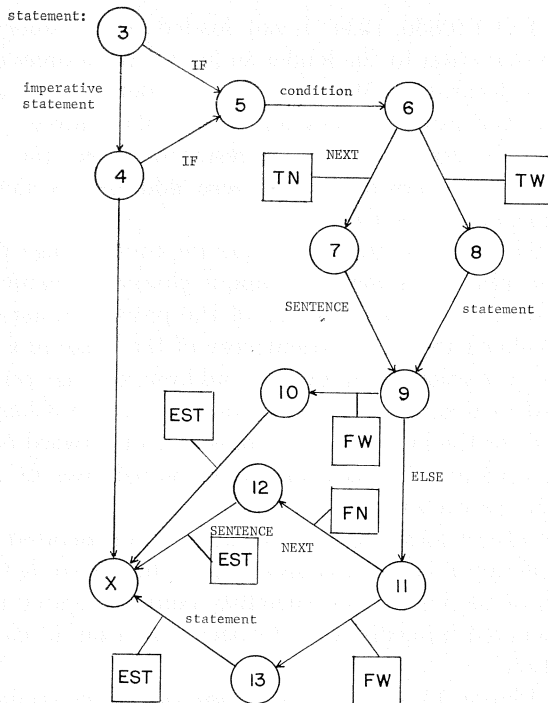 statement:
3
IF
imperative
statement
5
condition
6
4
IF
NEXT
TN
TW
7
8
SENTENCE
statement
10
9
EST
FW
ELSE
12
FN
SENTENCE
NEXT
EST
X
11
statement
EST
13
FW